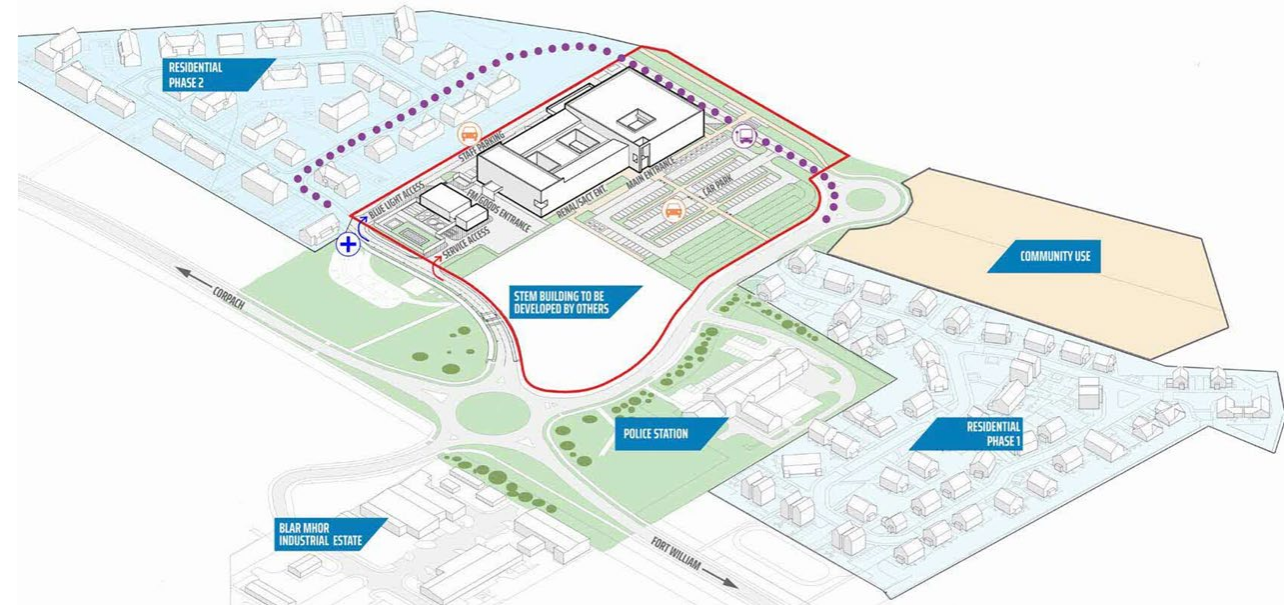 RESIDENTIAL
PHASE 2
STAFF PARKING
BLUE LIGHT ACCESS
FM/GOODS ENTRANCE
SERVICE ACCESS
RENAL/SACT ENT.
MAIN ENTRANCE
CAR PARK
COMMUNITY USE
CORPACH
STEM BUILDING TO BE
DEVELOPED BY OTHERS
POLICE STATION
RESIDENTIAL
PHASE 1
BLAR MHOR
INDUSTRIAL ESTATE
FORT WILLIAM